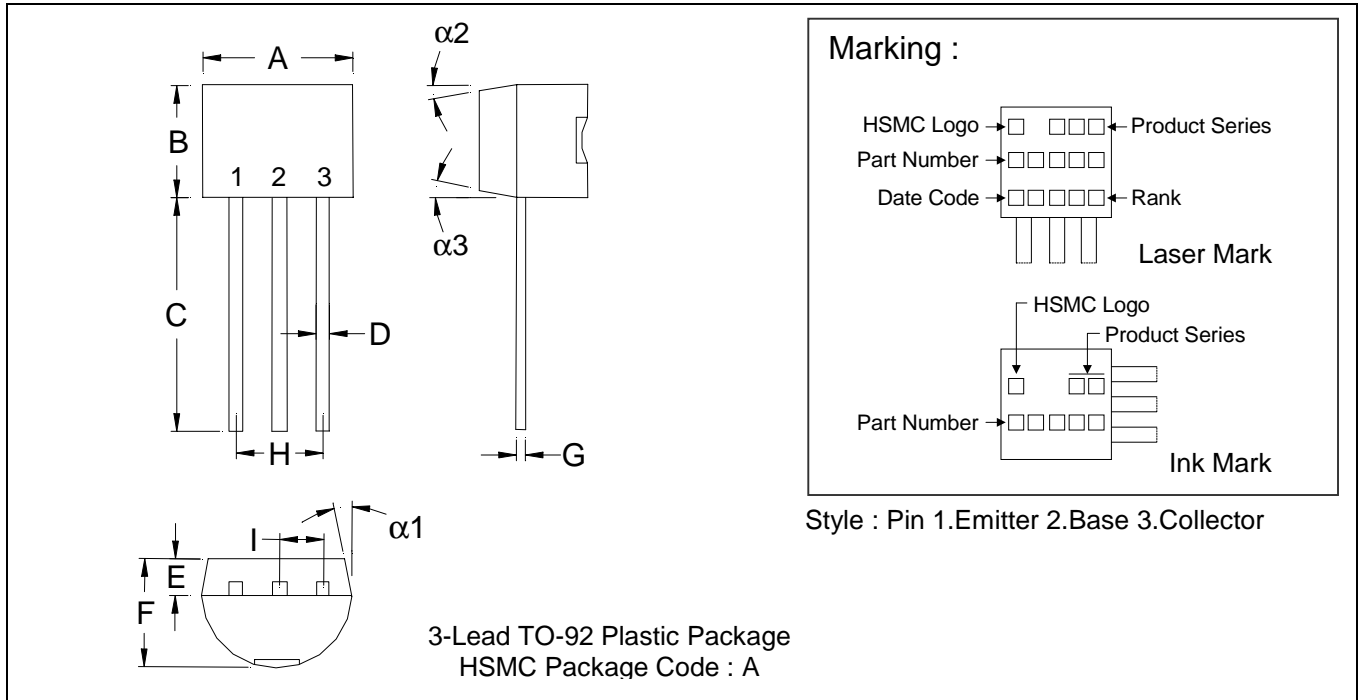 α2
A
B
1 2 3
α3
C
D
H
G
I
α1
E
F
3-Lead TO-92 Plastic Package
HSMC Package Code : A
Marking :
HSMC Logo
Product Series
Part Number
Date Code
Rank
Laser Mark
HSMC Logo
Product Series
Part Number
Ink Mark
Style : Pin 1.Emitter 2.Base 3.Collector